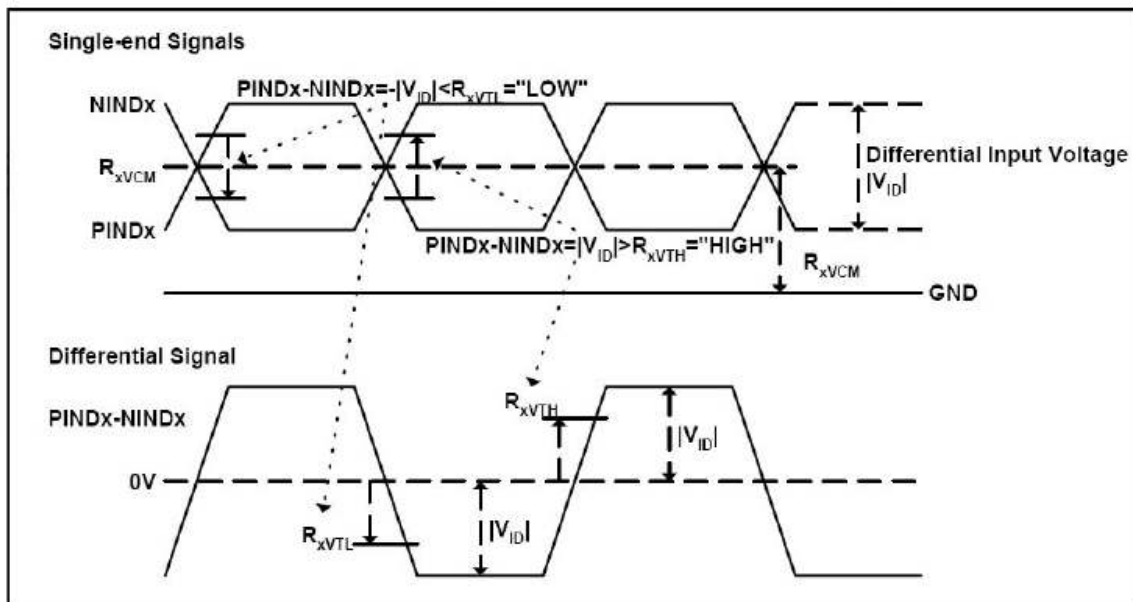 Single-end Signals
PINDx-NINDx=-|VID|<RxVTL="LOW"
NINDx
RxVCM
Differential Input Voltage
|VID|
PINDx
PINDx-NINDx=|VID|>RxVTH="HIGH"
RxVCM
GND
Differential Signal
PINDx-NINDx
RxVTH
|VID|
0V
RxVTL
|VID|